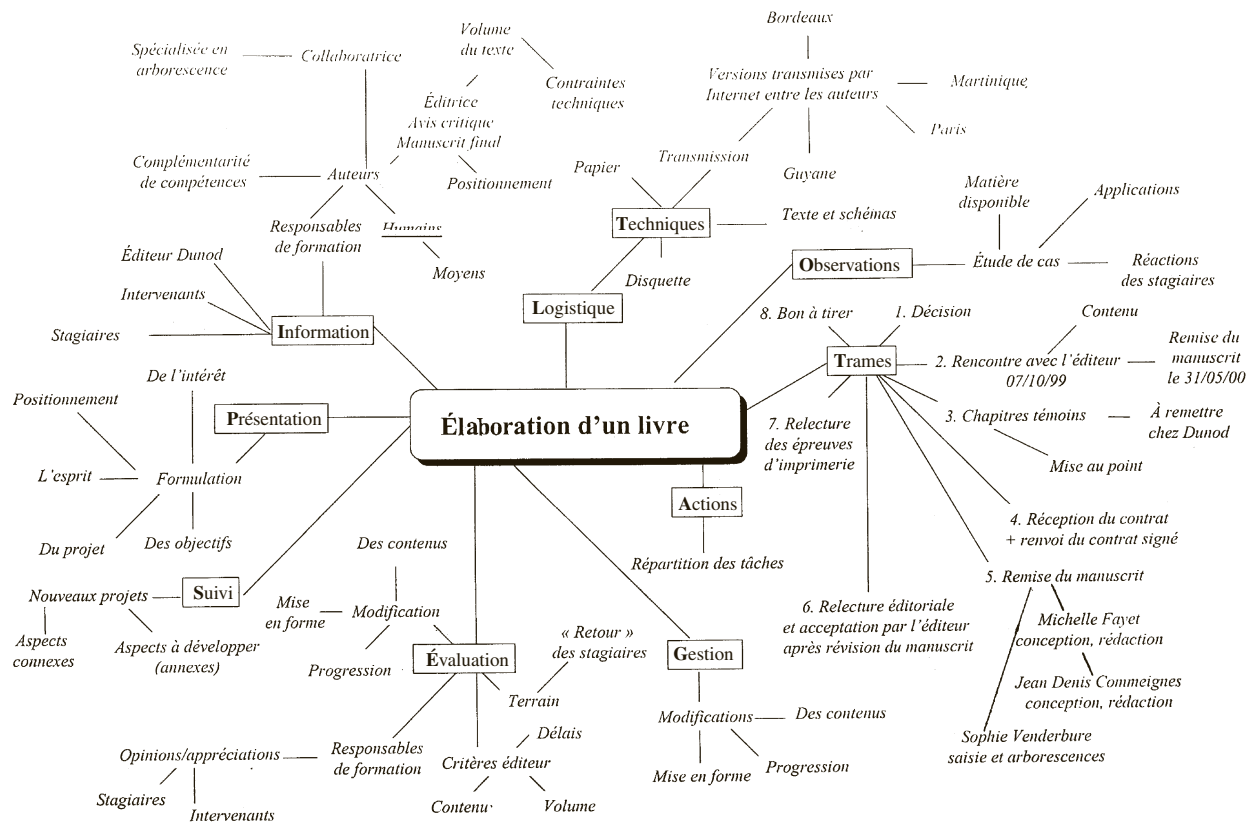 Bordeaux
Volume
du texte
Spécialisée en
arborescence
Collaboratrice
Contraintes
techniques
Versions transmises par
Internet entre les auteurs
Martinique
Paris
Guyane
Éditrice
Avis critique
Manuscrit final
Transmission
Papier
Complémentarité
de compétences
Auteurs
Positionnement
Matière
disponible
Applications
Responsables
de formation
Humains
Moyens
Techniques
Texte et schémas
Disquette
Observations
Étude de cas
Réactions
des stagiaires
Éditeur Dunod
Intervenants
Stagiaires
Information
Logistique
8. Bon à tirer
1. Décision
Contenu
Trames
2. Rencontre avec l'éditeur
07/10/99
Remise du
manuscrit
le 31/05/00
De l'intérêt
Positionnement
Présentation
Élaboration d'un livre
7. Relecture
des épreuves
d'imprimerie
3. Chapitres témoins
À remettre
chez Dunod
Mise au point
L'esprit
Formulation
Du projet
Des objectifs
Actions
Répartition des tâches
4. Réception du contrat
+ renvoi du contrat signé
5. Remise du manuscrit
Suivi
Nouveaux projets
Aspects
connexes
Aspects à développer
(annexes)
Des contenus
Mise
en forme
Modification
Progression
Évaluation
« Retour »
des stagiaires
Terrain
Gestion
6. Relecture éditoriale
et acceptation par l'éditeur
après révision du manuscrit
Michelle Fayet
conception, rédaction
Jean Denis Commeignes
conception, rédaction
Sophie Venderbure
saisie et arborescences
Modifications
Des contenus
Mise en forme
Progression
Opinions/appréciations
Responsables
de formation
Critères éditeur
Délais
Stagiaires
Intervenants
Contenu
Volume